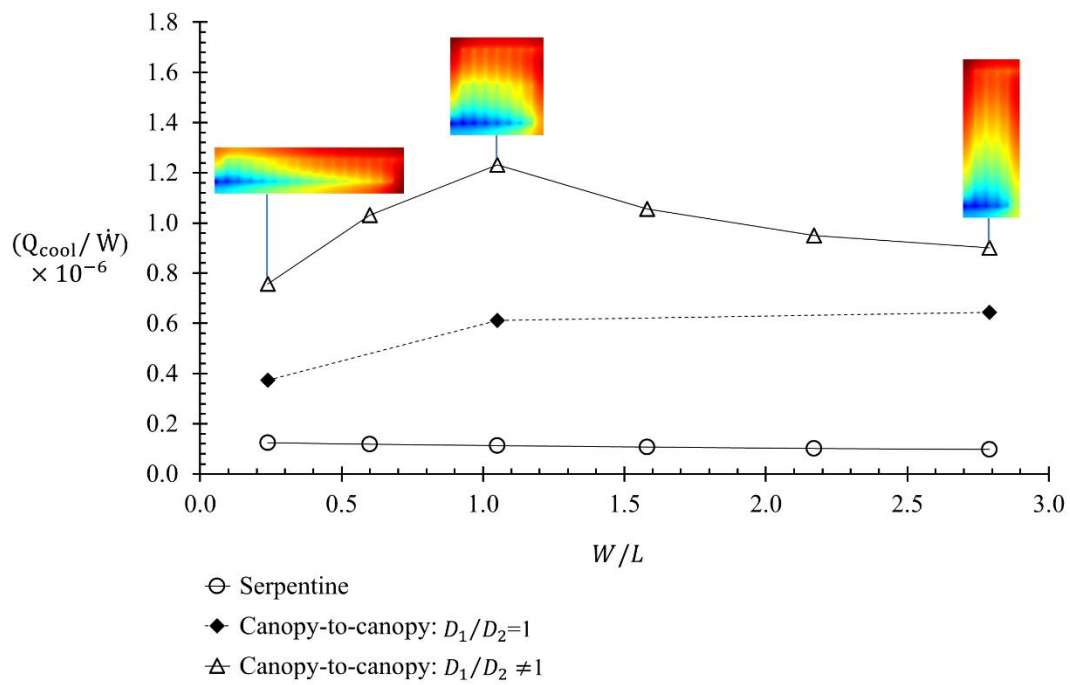 1.8
1.6
1.4
1.2
1.0
0.8
0.6
0.4
0.2
0.0
(Q_cool/ Ẇ)
× 10⁻⁶
0.0 0.5 1.0 1.5 2.0 2.5 3.0
W/L
Serpentine
Canopy-to-canopy: D₁/D₂=1
Canopy-to-canopy: D₁/D₂ ≠1